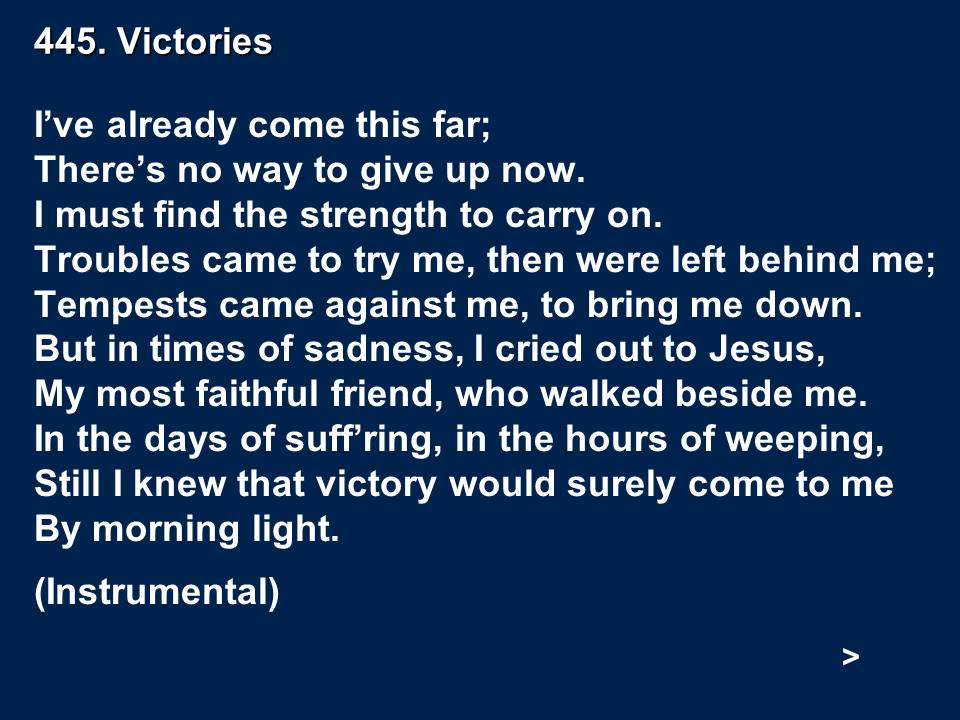 445. Victories
I’ve already come this far;
There’s no way to give up now.
I must find the strength to carry on.
Troubles came to try me, then were left behind me;
Tempests came against me, to bring me down.
But in times of sadness, I cried out to Jesus,
My most faithful friend, who walked beside me.
In the days of suff’ring, in the hours of weeping,
Still I knew that victory would surely come to me
By morning light.
(Instrumental)
>